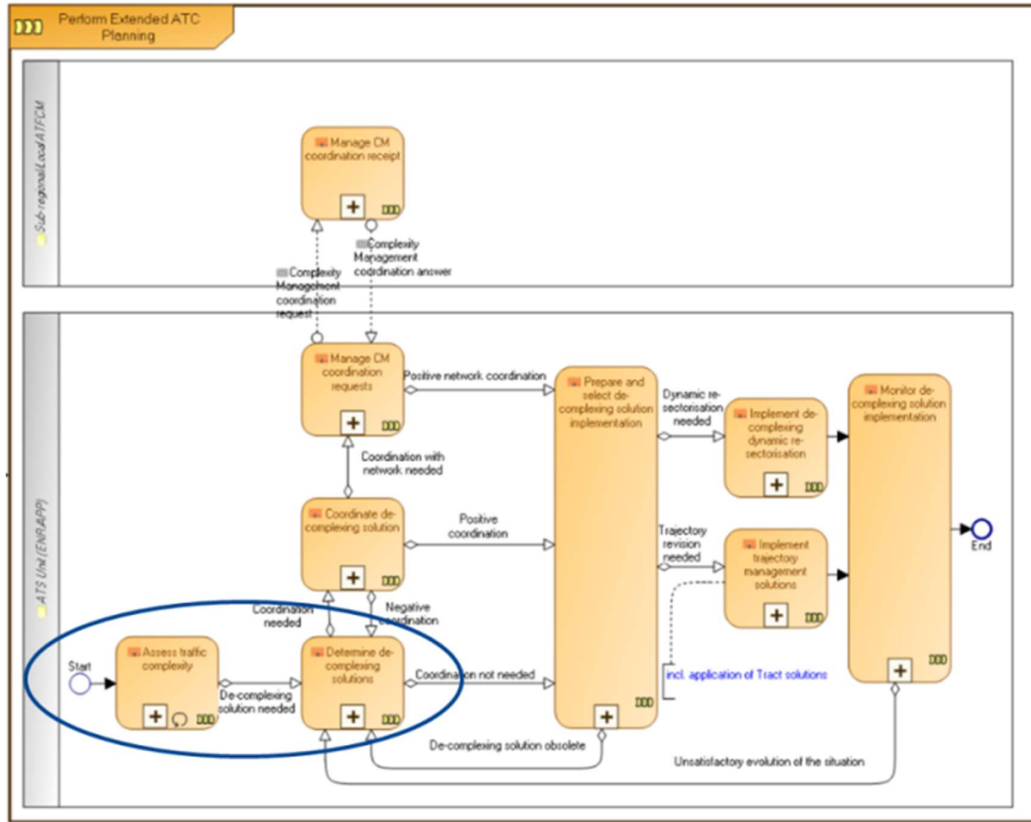 Perform Extended ATC
Planning
Sub-regional/Local ATFCM
Manage CM
coordination receipt
Complexity
Management
coordination answer
Complexity
Management
coordination
request
ATS Unit (ENR/APP)
Manage CM
coordination
requests
Positive network coordination
Prepare and
select de-
complexing solution
implementation
Dynamic re-
sectorisation
needed
Implement de-
complexing
dynamic re-
sectorisation
Monitor de-
complexing solution
implementation
Coordination with
network needed
Coordinate de-
complexing solution
Positive
coordination
Trajectory
revision
needed
Implement
trajectory
management
solutions
End
Coordination
needed
Negative
coordination
Start
Assess traffic
complexity
De-complexing
solution needed
Determine de-
complexing
solutions
Coordination not needed
incl. application of Tract solutions
De-complexing solution obsolete
Unsatisfactory evolution of the situation